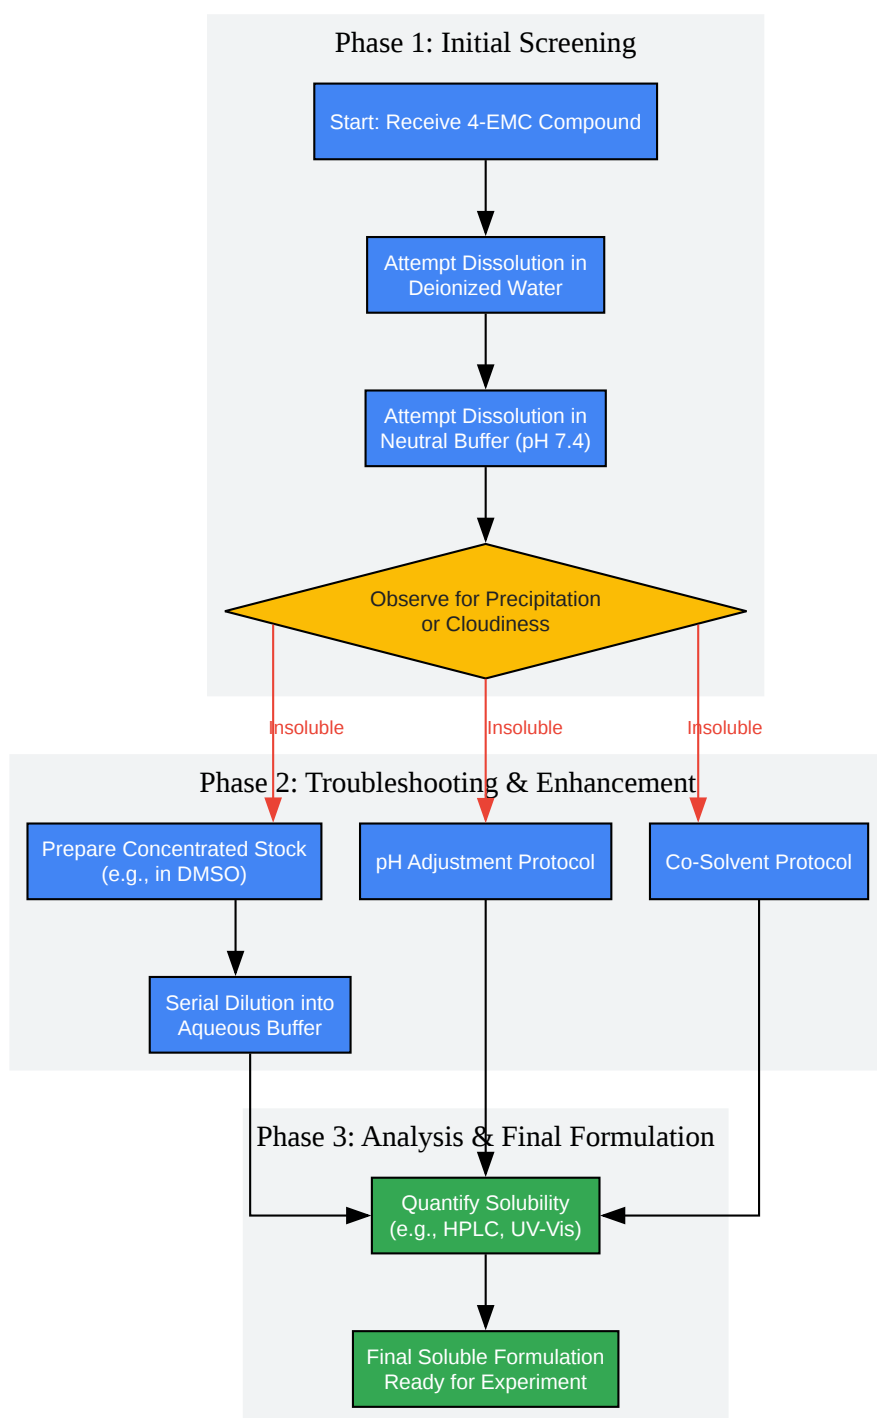 Phase 1: Initial Screening
Start: Receive 4-EMC Compound
Attempt Dissolution in
Deionized Water
Attempt Dissolution in
Neutral Buffer (pH 7.4)
Observe for Precipitation
or Cloudiness
Insoluble
Insoluble
Insoluble
Phase 2: Troubleshooting & Enhancement
Prepare Concentrated Stock
(e.g., in DMSO)
pH Adjustment Protocol
Co-Solvent Protocol
Serial Dilution into
Aqueous Buffer
Phase 3: Analysis & Final Formulation
Quantify Solubility
(e.g., HPLC, UV-Vis)
Final Soluble Formulation
Ready for Experiment